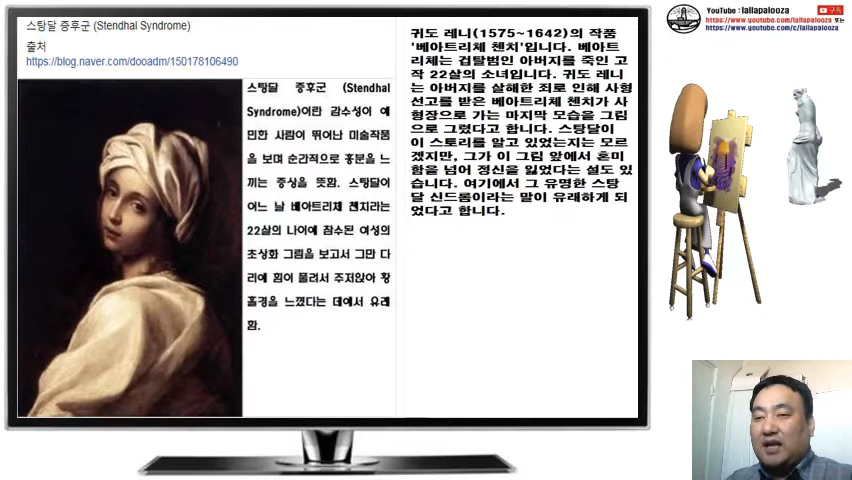 스탕달 증후군 (Stendhal Syndrome)
출처
https://blog.naver.com/dooadm/150178106490
스탕달 증후군 (Stendhal
Syndrome)이란 감수성이 예
민한 사람이 뛰어난 미술작품
을 보며 순간적으로 흥분을 느
끼는 증상을 뜻함. 스탕달이
어느 날 베아트리체 첸치라는
22살의 나이에 참수된 여성의
초상화 그림을 보고서 그만 다
리에 힘이 풀려서 주저앉아 황
홀경을 느꼈다는 데에서 유래
함.
귀도 레니(1575~1642)의 작품
'베아트리체 첸치'입니다. 베아트
리체는 겁탈범인 아버지를 죽인 고
작 22살의 소녀입니다. 귀도 레니
는 아버지를 살해한 죄로 인해 사형
선고를 받은 베아트리체 첸치가 사
형장으로 가는 마지막 모습을 그림
으로 그렸다고 합니다. 스탕달이
이 스토리를 알고 있었는지는 모르
겠지만, 그가 이 그림 앞에서 혼미
함을 넘어 정신을 잃었다는 설도 있
습니다. 여기에서 그 유명한 스탕
달 신드롬이라는 말이 유래하게 되
었다고 합니다.
YouTube : lallapalooza 구독
https://www.youtube.com/lallapalooza 또는
https://www.youtube.com/c/lallapalooza